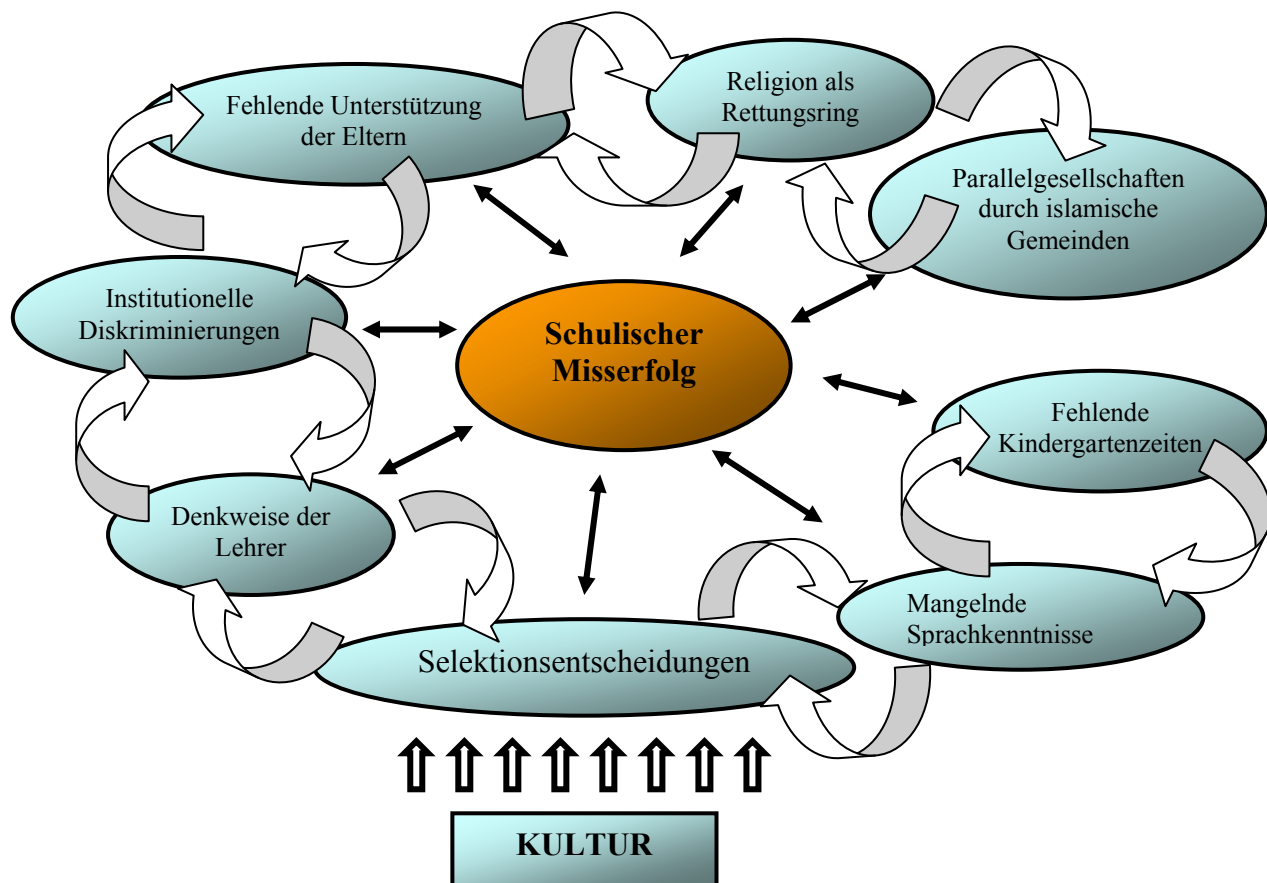 Fehlende Unterstützung
der Eltern
Religion als
Rettungsring
Parallelgesellschaften
durch islamische
Gemeinden
Institutionelle
Diskriminierungen
Schulischer
Misserfolg
Fehlende
Kindergartenzeiten
Denkweise der
Lehrer
Mangelnde
Sprachkenntnisse
Selektionsentscheidungen
KULTUR